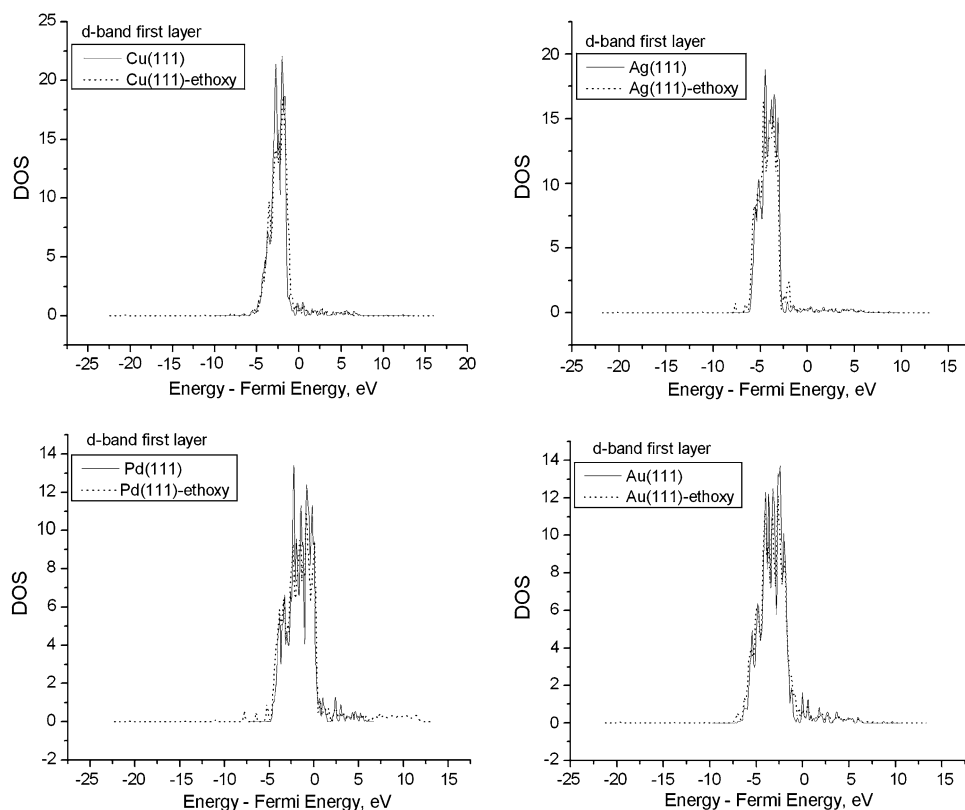 d-band first layer
Cu(111)
Cu(111)-ethoxy
DOS
25
20
15
10
5
0
-25 -20 -15 -10 -5 0 5 10 15 20
Energy - Fermi Energy, eV
d-band first layer
Ag(111)
Ag(111)-ethoxy
DOS
20
15
10
5
0
-25 -20 -15 -10 -5 0 5 10 15
Energy - Fermi Energy, eV
d-band first layer
Pd(111)
Pd(111)-ethoxy
DOS
14
12
10
8
6
4
2
0
-2
-25 -20 -15 -10 -5 0 5 10 15
Energy - Fermi Energy, eV
d-band first layer
Au(111)
Au(111)-ethoxy
DOS
14
12
10
8
6
4
2
0
-2
-25 -20 -15 -10 -5 0 5 10 15
Energy - Fermi Energy, eV